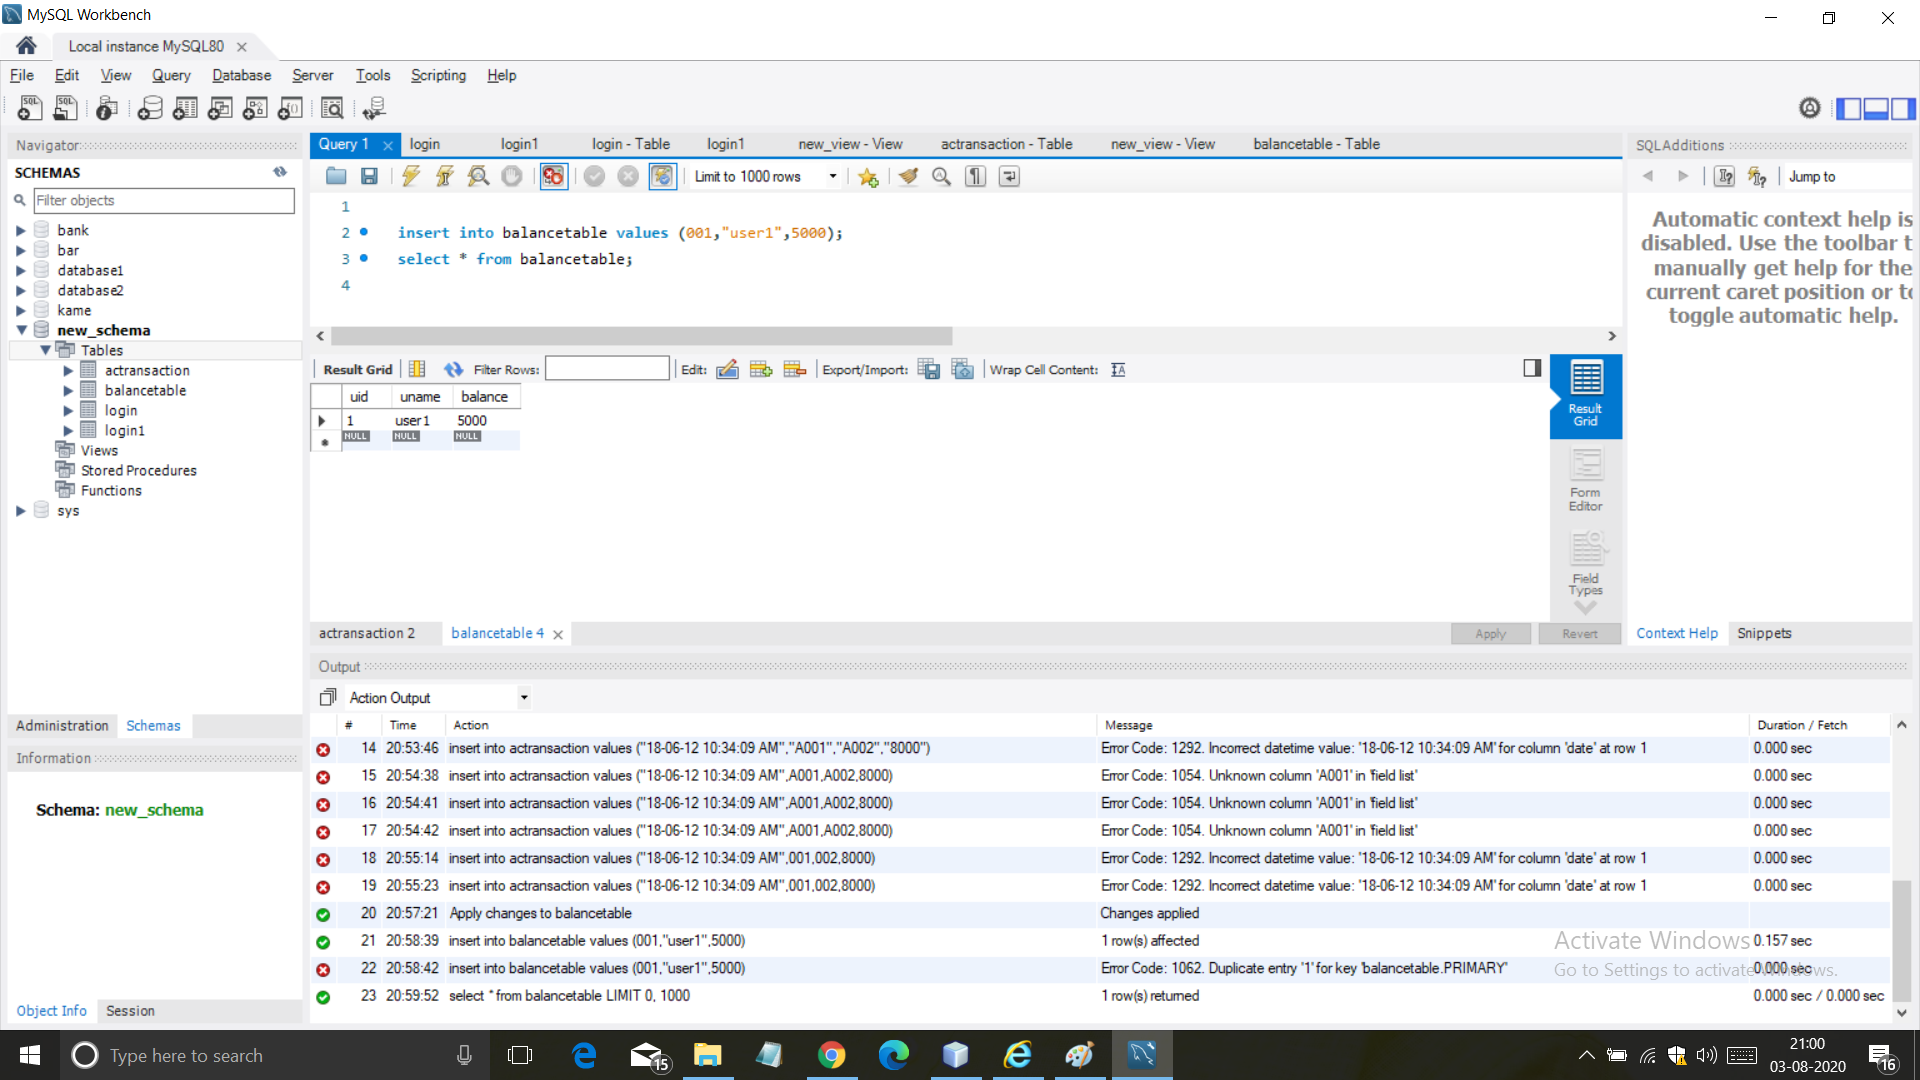 MySQL Workbench
Local instance MySQL80
File Edit View Query Database Server Tools Scripting Help
Navigator
SCHEMAS
Filter objects
bank
bar
database1
database2
kame
new_schema
Tables
actransaction
balancetable
login
login1
Views
Stored Procedures
Functions
sys
Administration Schemas
Information
Schema: new_schema
Object Info Session
Query 1 login login1 login - Table login1 new_view - View actransaction - Table new_view - View balancetable - Table
Limit to 1000 rows
1
2 insert into balancetable values (001,"user1",5000);
3 select * from balancetable;
4
Result Grid Filter Rows: Edit: Export/Import: Wrap Cell Content:
uid uname balance
1 user1 5000
NULL NULL NULL
Result
Grid
Form
Editor
Field
Types
actransaction 2 balancetable 4 Apply Revert
SQLAdditions
Jump to
Automatic context help is
disabled. Use the toolbar t
manually get help for the
current caret position or to
toggle automatic help.
Context Help Snippets
Output
Action Output
# Time Action Message Duration / Fetch
14 20:53:46 insert into actransaction values ("18-06-12 10:34:09 AM","A001","A002","8000") Error Code: 1292. Incorrect datetime value: '18-06-12 10:34:09 AM' for column 'date' at row 1 0.000 sec
15 20:54:38 insert into actransaction values ("18-06-12 10:34:09 AM",A001,A002,8000) Error Code: 1054. Unknown column 'A001' in 'field list' 0.000 sec
16 20:54:41 insert into actransaction values ("18-06-12 10:34:09 AM",A001,A002,8000) Error Code: 1054. Unknown column 'A001' in 'field list' 0.000 sec
17 20:54:42 insert into actransaction values ("18-06-12 10:34:09 AM",A001,A002,8000) Error Code: 1054. Unknown column 'A001' in 'field list' 0.000 sec
18 20:55:14 insert into actransaction values ("18-06-12 10:34:09 AM",001,002,8000) Error Code: 1292. Incorrect datetime value: '18-06-12 10:34:09 AM' for column 'date' at row 1 0.000 sec
19 20:55:23 insert into actransaction values ("18-06-12 10:34:09 AM",001,002,8000) Error Code: 1292. Incorrect datetime value: '18-06-12 10:34:09 AM' for column 'date' at row 1 0.000 sec
20 20:57:21 Apply changes to balancetable Changes applied
21 20:58:39 insert into balancetable values (001,"user1",5000) 1 row(s) affected 0.157 sec
22 20:58:42 insert into balancetable values (001,"user1",5000) Error Code: 1062. Duplicate entry '1' for key 'balancetable.PRIMARY' 0.000 sec
23 20:59:52 select * from balancetable LIMIT 0, 1000 1 row(s) returned 0.000 sec / 0.000 sec
Activate Windows
Go to Settings to activate Windows.
Type here to search
15
21:00
03-08-2020
16